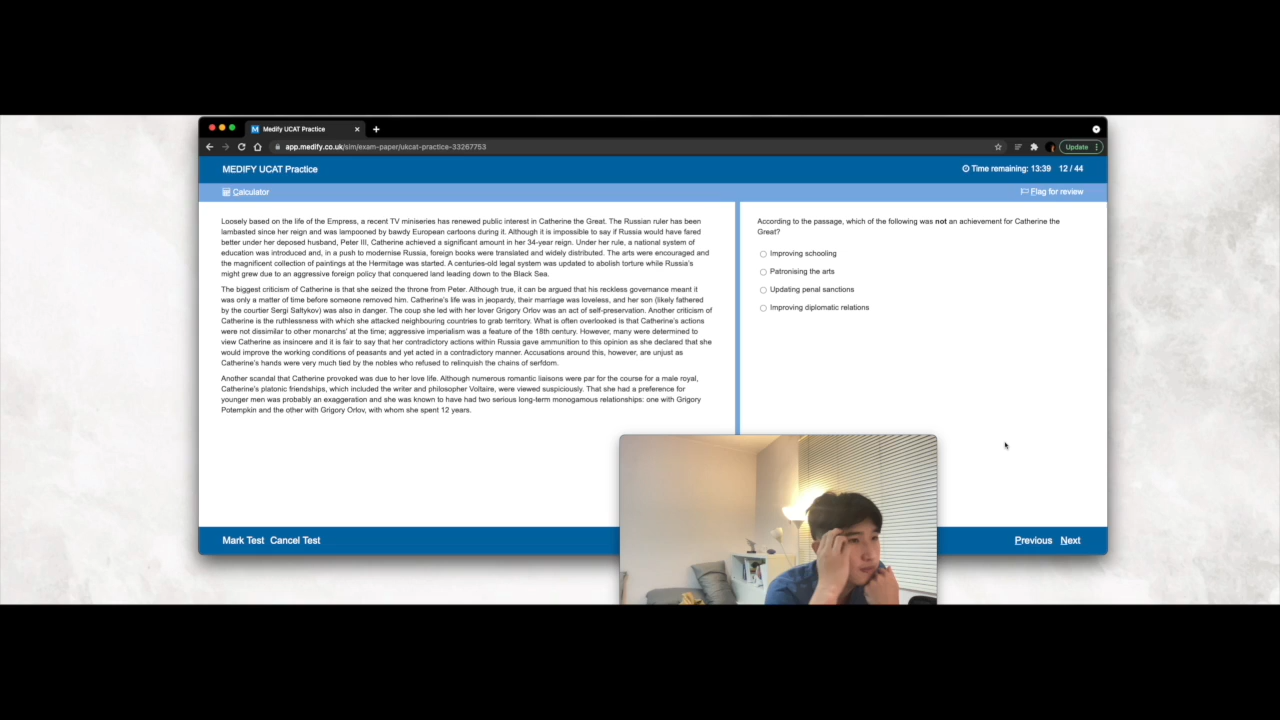 Medify UCAT Practice
app.medify.co.uk/sim/exam-paper/ukcat-practice-33267753
Update
MEDIFY UCAT Practice
Time remaining: 13:39 12 / 44
Calculator
Flag for review
Loosely based on the life of the Empress, a recent TV miniseries has renewed public interest in Catherine the Great. The Russian ruler has been
lambasted since her reign and was lampooned by bawdy European cartoons during it. Although it is impossible to say if Russia would have fared
better under her deposed husband, Peter III, Catherine achieved a significant amount in her 34-year reign. Under her rule, a national system of
education was introduced and, in a push to modernise Russia, foreign books were translated and widely distributed. The arts were encouraged and
the magnificent collection of paintings at the Hermitage was started. A centuries-old legal system was updated to abolish torture while Russia's
might grew due to an aggressive foreign policy that conquered land leading down to the Black Sea.
The biggest criticism of Catherine is that she seized the throne from Peter. Although true, it can be argued that his reckless governance meant it
was only a matter of time before someone removed him. Catherine's life was in jeopardy, their marriage was loveless, and her son (likely fathered
by the courtier Sergi Saltykov) was also in danger. The coup she led with her lover Grigory Orlov was an act of self-preservation. Another criticism of
Catherine is the ruthlessness with which she attacked neighbouring countries to grab territory. What is often overlooked is that Catherine's actions
were not dissimilar to other monarchs' at the time; aggressive imperialism was a feature of the 18th century. However, many were determined to
view Catherine as insincere and it is fair to say that her contradictory actions within Russia gave ammunition to this opinion as she declared that she
would improve the working conditions of peasants and yet acted in a contradictory manner. Accusations around this, however, are unjust as
Catherine's hands were very much tied by the nobles who refused to relinquish the chains of serfdom.
Another scandal that Catherine provoked was due to her love life. Although numerous romantic liaisons were par for the course for a male royal,
Catherine's platonic friendships, which included the writer and philosopher Voltaire, were viewed suspiciously. That she had a preference for
younger men was probably an exaggeration and she was known to have had two serious long-term monogamous relationships: one with Grigory
Potempkin and the other with Grigory Orlov, with whom she spent 12 years.
According to the passage, which of the following was not an achievement for Catherine the
Great?
Improving schooling
Patronising the arts
Updating penal sanctions
Improving diplomatic relations
Mark Test Cancel Test
Previous Next